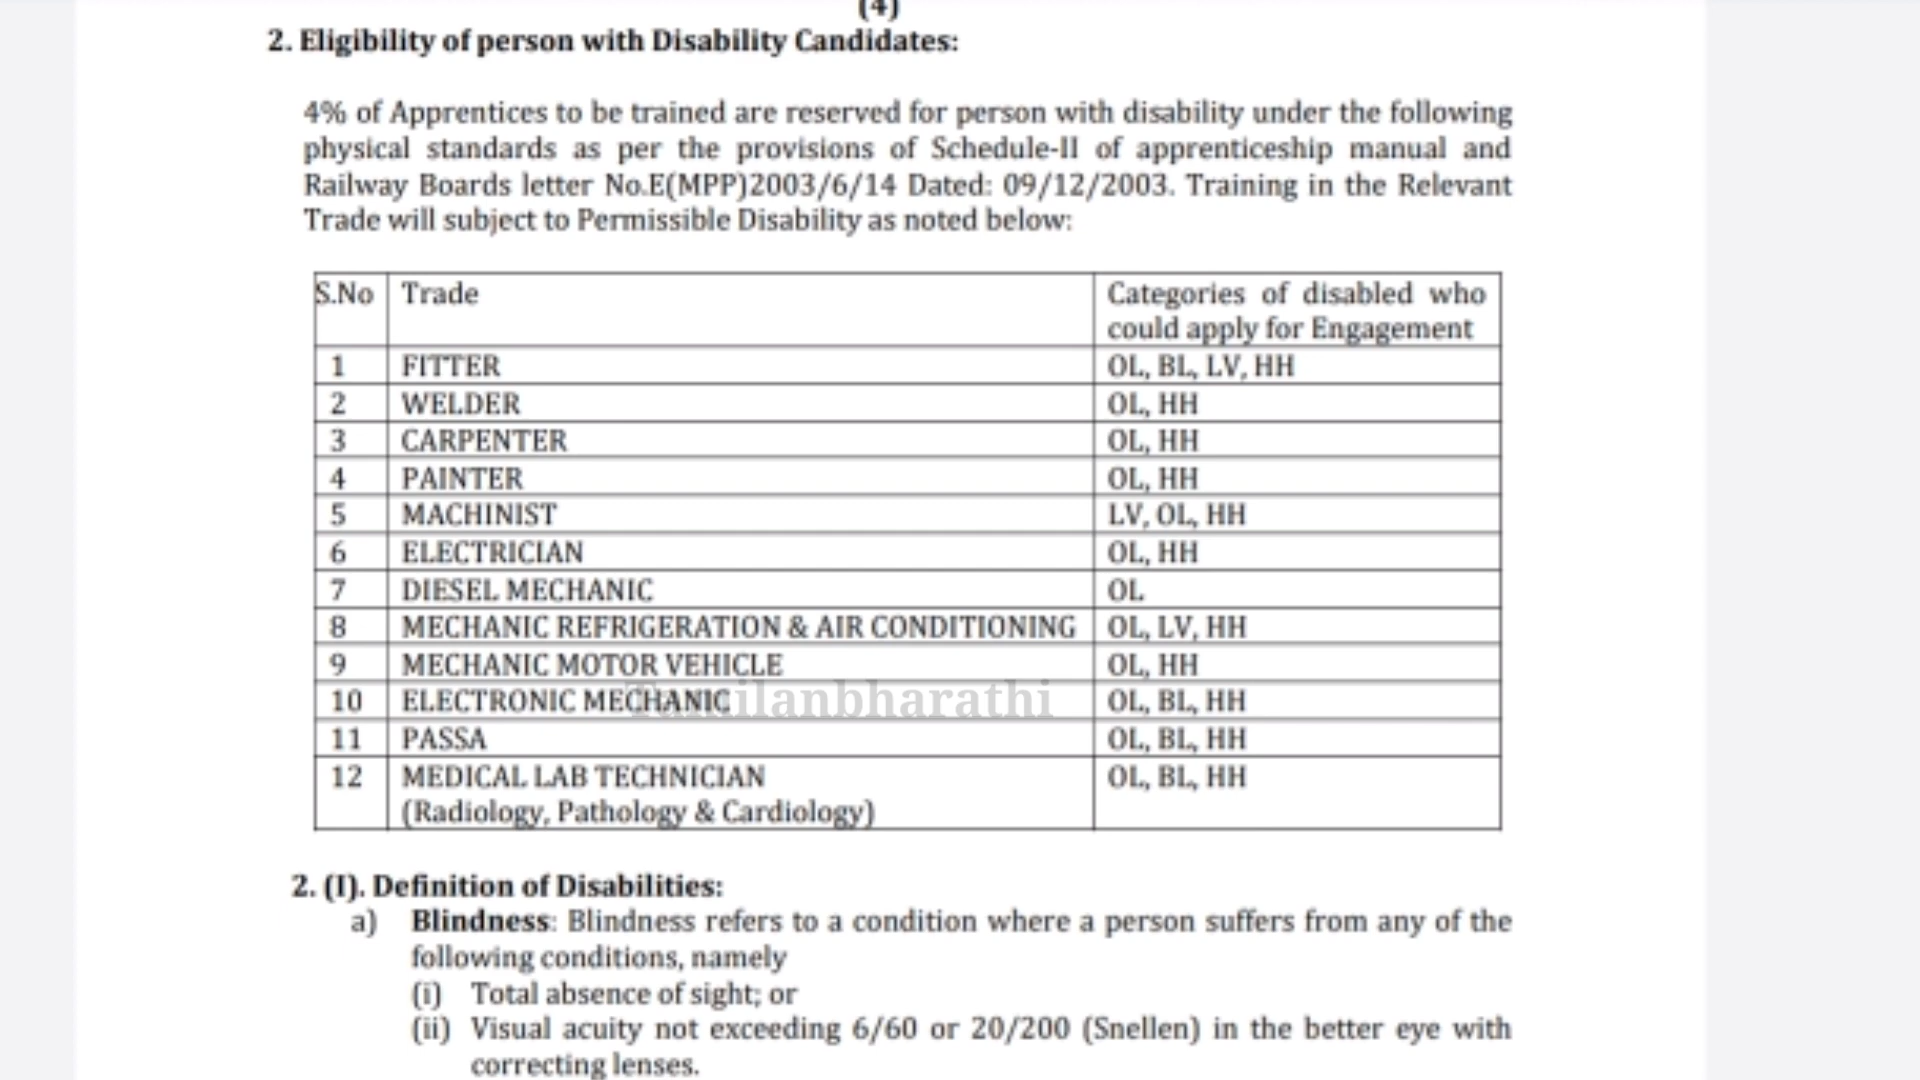 (4)
2. Eligibility of person with Disability Candidates:
4% of Apprentices to be trained are reserved for person with disability under the following
physical standards as per the provisions of Schedule-II of apprenticeship manual and
Railway Boards letter No.E(MPP)2003/6/14 Dated: 09/12/2003. Training in the Relevant
Trade will subject to Permissible Disability as noted below:
S.No Trade Categories of disabled who
could apply for Engagement
1 FITTER OL, BL, LV, HH
2 WELDER OL, HH
3 CARPENTER OL, HH
4 PAINTER OL, HH
5 MACHINIST LV, OL, HH
6 ELECTRICIAN OL, HH
7 DIESEL MECHANIC OL
8 MECHANIC REFRIGERATION & AIR CONDITIONING OL, LV, HH
9 MECHANIC MOTOR VEHICLE OL, HH
10 ELECTRONIC MECHANIC OL, BL, HH
Tamilanbharathi
11 PASSA OL, BL, HH
12 MEDICAL LAB TECHNICIAN OL, BL, HH
(Radiology, Pathology & Cardiology)
2. (I). Definition of Disabilities:
a) Blindness: Blindness refers to a condition where a person suffers from any of the
following conditions, namely
(i) Total absence of sight; or
(ii) Visual acuity not exceeding 6/60 or 20/200 (Snellen) in the better eye with
correcting lenses.